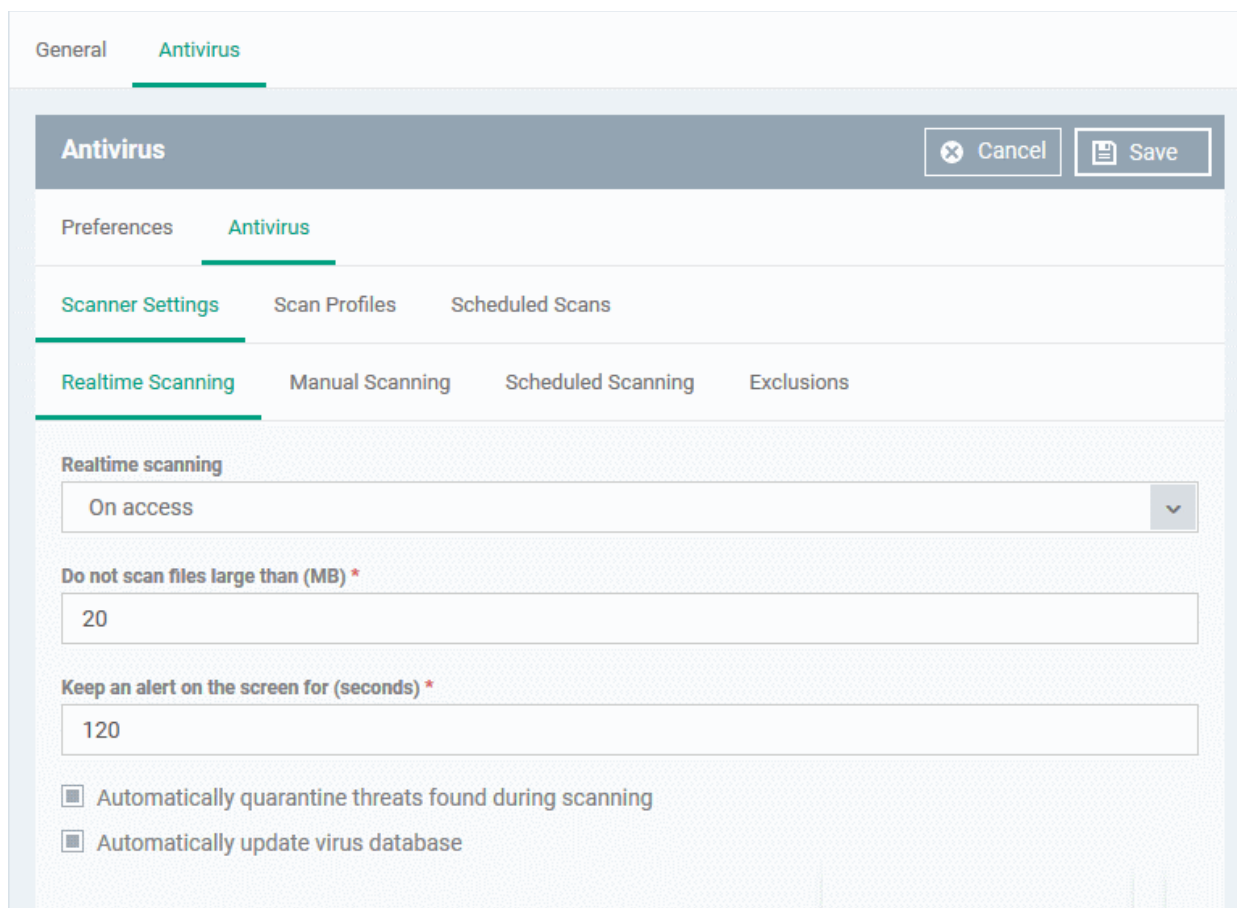 General Antivirus
Antivirus Cancel Save
Preferences Antivirus
Scanner Settings Scan Profiles Scheduled Scans
Realtime Scanning Manual Scanning Scheduled Scanning Exclusions
Realtime scanning
On access
Do not scan files large than (MB) *
20
Keep an alert on the screen for (seconds) *
120
Automatically quarantine threats found during scanning
Automatically update virus database